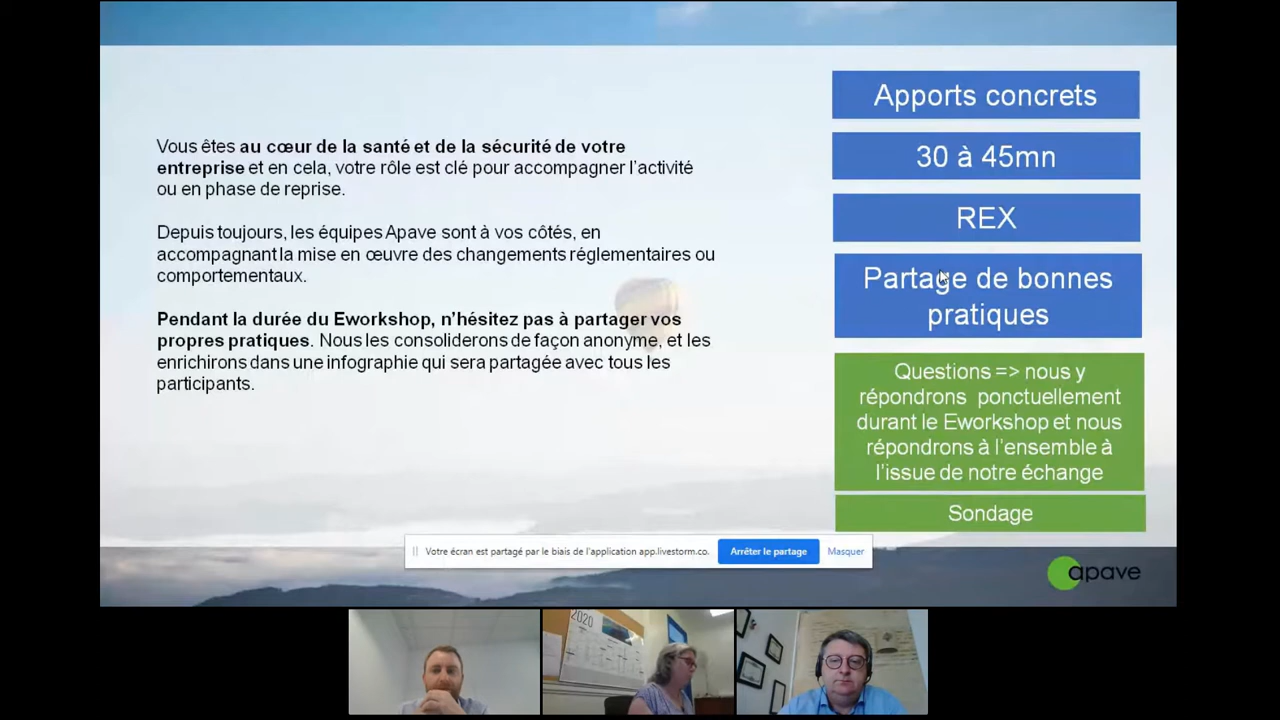 Vous êtes au cœur de la santé et de la sécurité de votre
entreprise et en cela, votre rôle est clé pour accompagner l'activité
ou en phase de reprise.
Depuis toujours, les équipes Apave sont à vos côtés, en
accompagnant la mise en œuvre des changements réglementaires ou
comportementaux.
Pendant la durée du Eworkshop, n'hésitez pas à partager vos
propres pratiques. Nous les consoliderons de façon anonyme, et les
enrichirons dans une infographie qui sera partagée avec tous les
participants.
Apports concrets
30 à 45mn
REX
Partage de bonnes
pratiques
Questions => nous y
répondrons ponctuellement
durant le Eworkshop et nous
répondrons à l'ensemble à
l'issue de notre échange
Sondage
Votre écran est partagé par le biais de l'application app.livestorm.co.
Arrêter le partage
Masquer
apave
2020